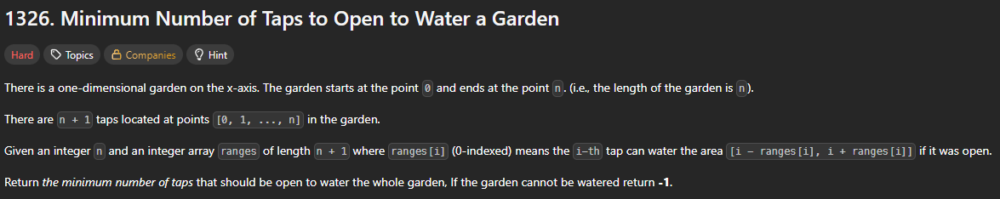 1326. Minimum Number of Taps to Open to Water a Garden
Hard Topics Companies Hint
There is a one-dimensional garden on the x-axis. The garden starts at the point 0 and ends at the point n. (i.e., the length of the garden is n).
There are n + 1 taps located at points [0, 1, ..., n] in the garden.
Given an integer n and an integer array ranges of length n + 1 where ranges[i] (0-indexed) means the i-th tap can water the area [i - ranges[i], i + ranges[i]] if it was open.
Return the minimum number of taps that should be open to water the whole garden, If the garden cannot be watered return -1.